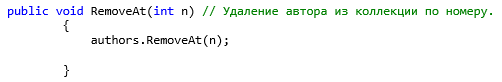 public void RemoveAt(int n) // Удаление автора из коллекции по номеру.
{
authors.RemoveAt(n);
}